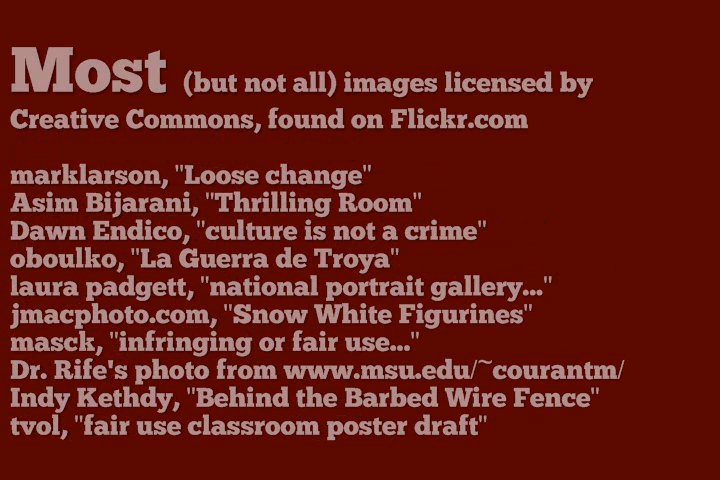 Most (but not all) images licensed by
Creative Commons, found on Flickr.com
marklarson, "Loose change"
Asim Bijarani, "Thrilling Room"
Dawn Endico, "culture is not a crime"
oboulko, "La Guerra de Troya"
laura padgett, "national portrait gallery..."
jmacphoto.com, "Snow White Figurines"
masck, "infringing or fair use..."
Dr. Rife's photo from www.msu.edu/~courantm/
Indy Kethdy, "Behind the Barbed Wire Fence"
tvol, "fair use classroom poster draft"